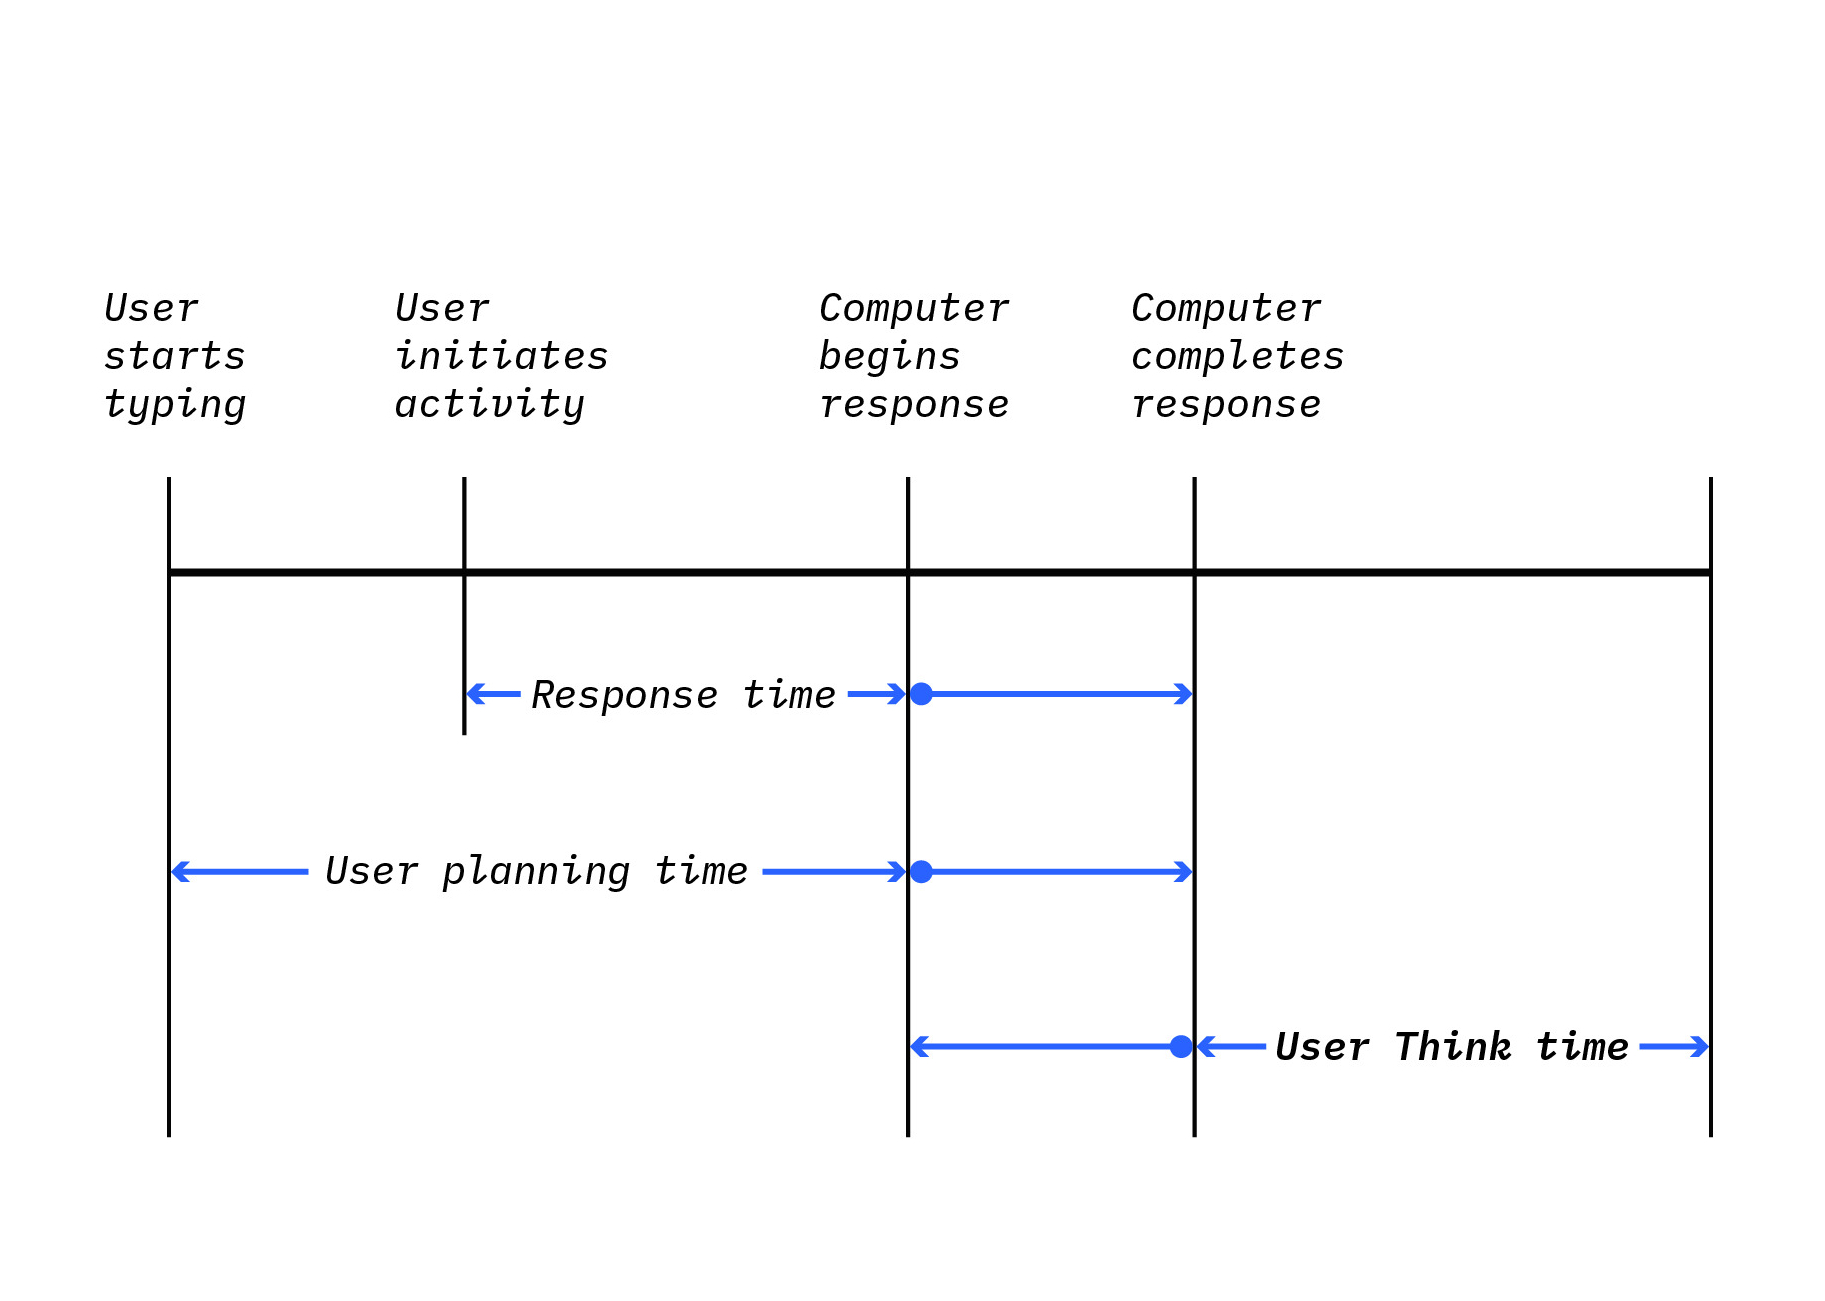 User
starts
typing
User
initiates
activity
Computer
begins
response
Computer
completes
response
Response time
User planning time
User Think time